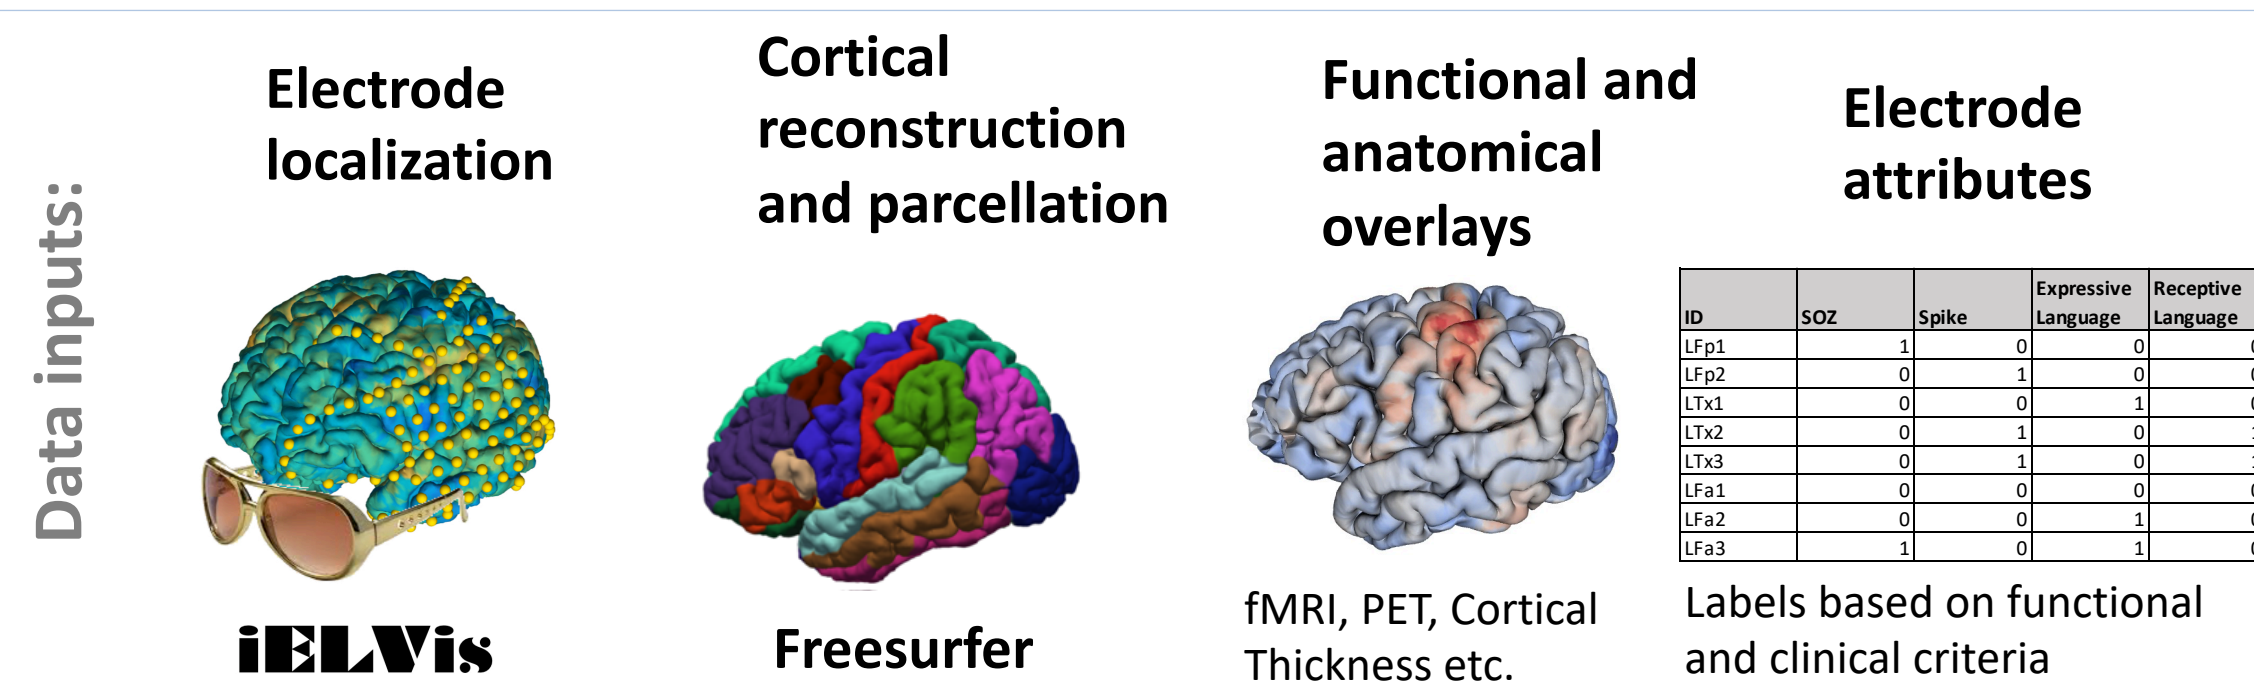 Data inputs:
Electrode
localization
iELVis
Cortical
reconstruction
and parcellation
Freesurfer
Functional and
anatomical
overlays
fMRI, PET, Cortical
Thickness etc.
Electrode
attributes
ID SOZ Spike Expressive Language Receptive Language
LFp1 1 0 0
LFp2 0 1 0
LTx1 0 0 1
LTx2 0 1 0
LTx3 0 1 0
LFa1 0 0 0
LFa2 0 0 1
LFa3 1 0 1
Labels based on functional
and clinical criteria